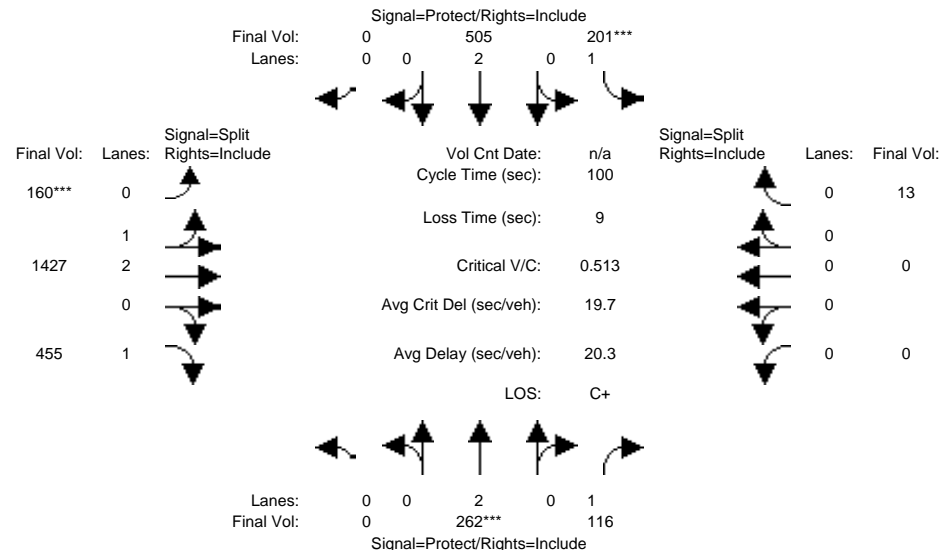 Signal=Protect/Rights=Include
Final Vol: 0 505 201***
Lanes: 0 0 2 0 1
Signal=Split Signal=Split
Final Vol: Lanes: Rights=Include Vol Cnt Date: n/a Rights=Include Lanes: Final Vol:
Cycle Time (sec): 100
160*** 0 0 13
Loss Time (sec): 9
1 0
1427 2 Critical V/C: 0.513 0 0
0 Avg Crit Del (sec/veh): 19.7 0
455 1 Avg Delay (sec/veh): 20.3 0 0
LOS: C+
Lanes: 0 0 2 0 1
Final Vol: 0 262*** 116
Signal=Protect/Rights=Include